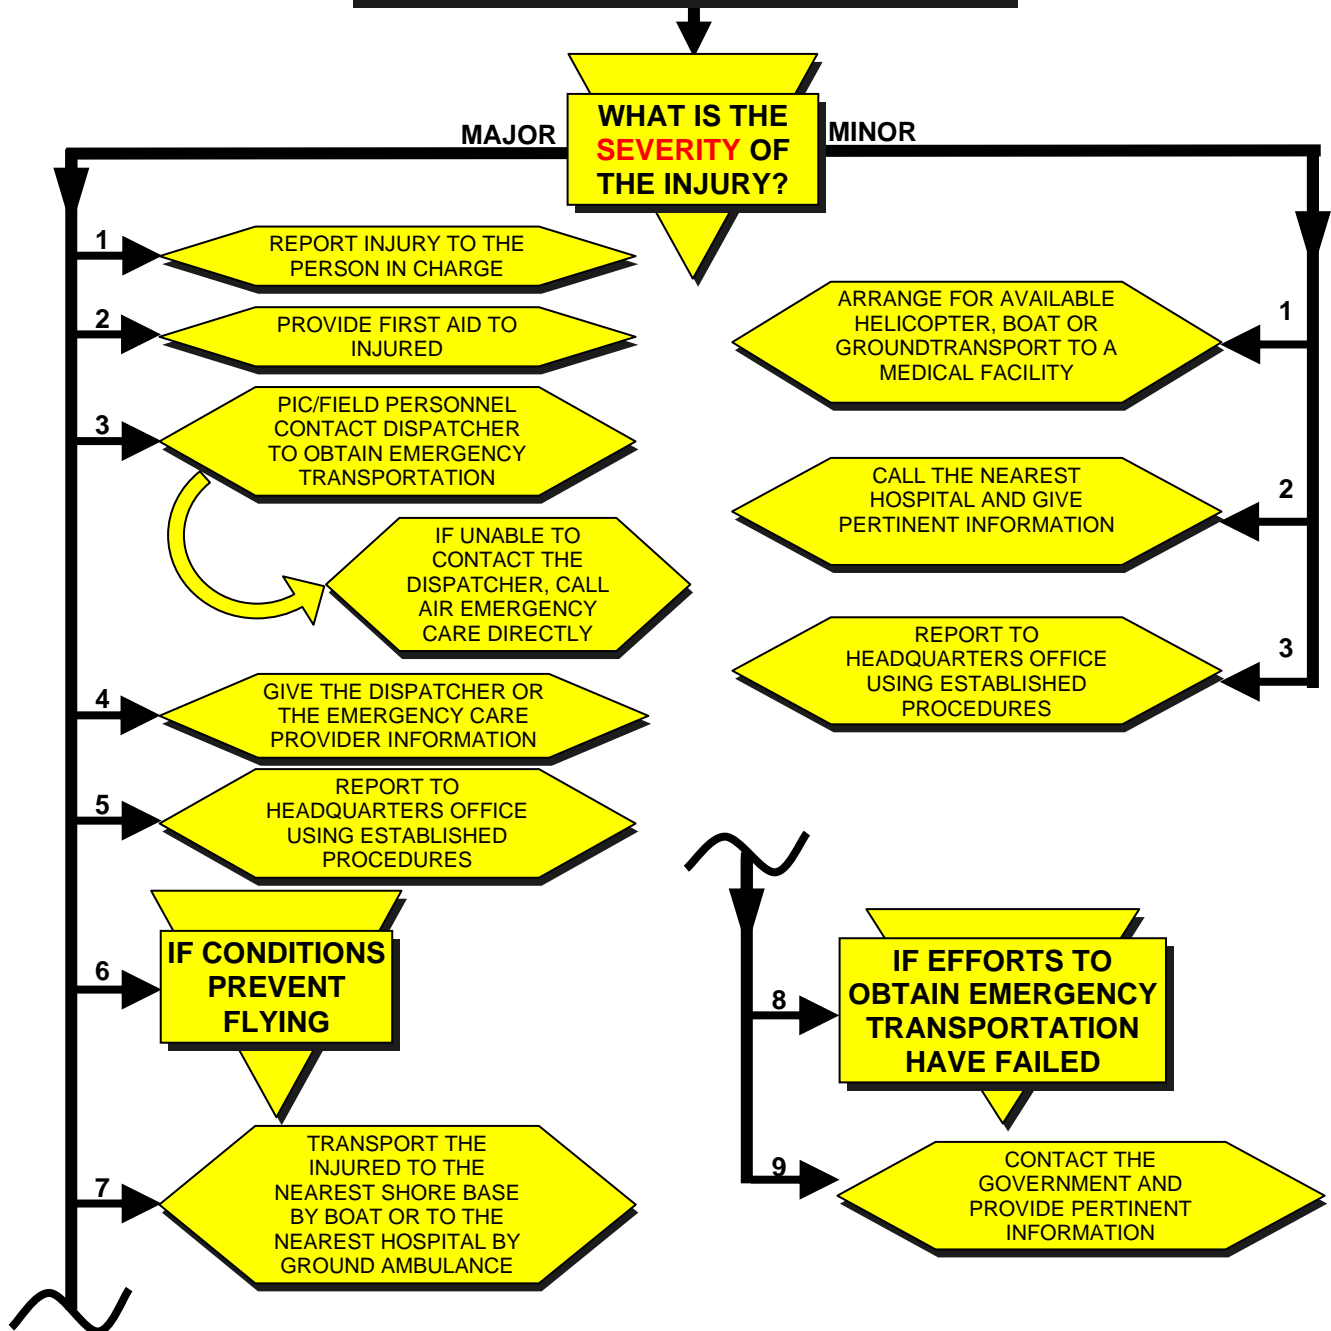 WHAT IS THE
SEVERITY OF
THE INJURY?
MAJOR
MINOR
1
REPORT INJURY TO THE
PERSON IN CHARGE
2
PROVIDE FIRST AID TO
INJURED
3
PIC/FIELD PERSONNEL
CONTACT DISPATCHER
TO OBTAIN EMERGENCY
TRANSPORTATION
IF UNABLE TO
CONTACT THE
DISPATCHER, CALL
AIR EMERGENCY
CARE DIRECTLY
4
GIVE THE DISPATCHER OR
THE EMERGENCY CARE
PROVIDER INFORMATION
5
REPORT TO
HEADQUARTERS OFFICE
USING ESTABLISHED
PROCEDURES
6
IF CONDITIONS
PREVENT
FLYING
7
TRANSPORT THE
INJURED TO THE
NEAREST SHORE BASE
BY BOAT OR TO THE
NEAREST HOSPITAL BY
GROUND AMBULANCE
1
ARRANGE FOR AVAILABLE
HELICOPTER, BOAT OR
GROUNDTRANSPORT TO A
MEDICAL FACILITY
2
CALL THE NEAREST
HOSPITAL AND GIVE
PERTINENT INFORMATION
3
REPORT TO
HEADQUARTERS OFFICE
USING ESTABLISHED
PROCEDURES
8
IF EFFORTS TO
OBTAIN EMERGENCY
TRANSPORTATION
HAVE FAILED
9
CONTACT THE
GOVERNMENT AND
PROVIDE PERTINENT
INFORMATION